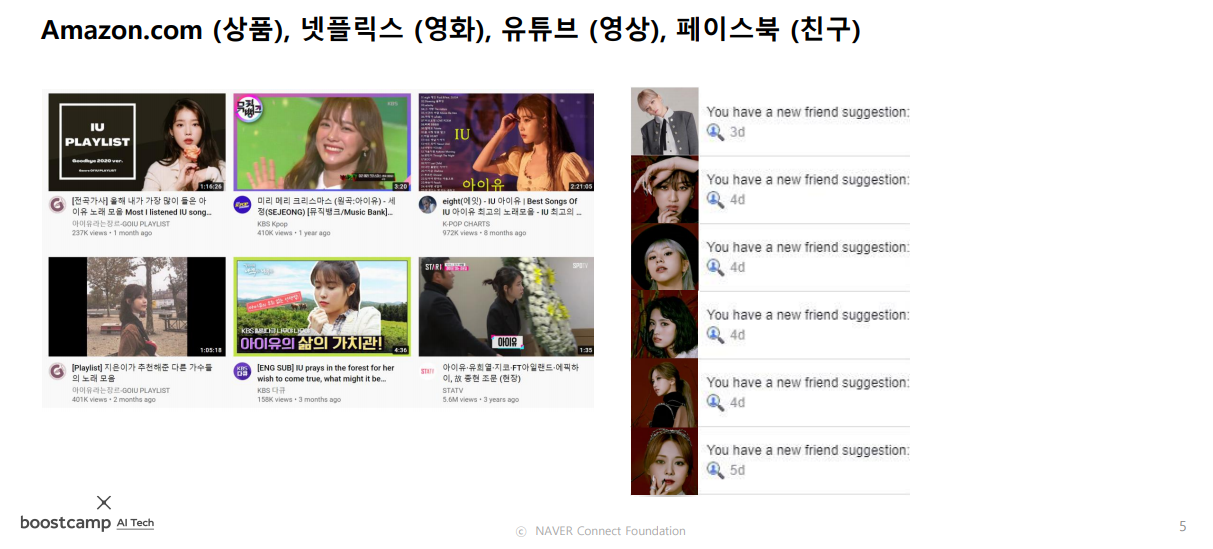 Amazon.com (상품), 넷플릭스 (영화), 유튜브 (영상), 페이스북 (친구)
IU
PLAYLIST
Goodbye 2020 ver.
1:16:26
[전곡가사] 올해 내가 가장 많이 들은 아
이유 노래 모음 Most I listened IU song...
아이유라는장르-GOIU PLAYLIST
237K views • 1 month ago
KBS
3:20
미리 메리 크리스마스 (원곡:아이유) - 세
정(SEJEONG) [뮤직뱅크/Music Bank]...
KBS Kpop
410K views • 1 year ago
IU
아이유
2:21:05
eight(에잇) - IU 아이유 | Best Songs Of
IU 아이유 최고의 노래모음 - IU 최고의 ...
K-POP CHARTS
972K views • 8 months ago
1:05:18
[Playlist] 지은이가 추천해준 다른 가수들
의 노래 모음
아이유라는장르-GOIU PLAYLIST
401K views • 2 months ago
아이유의 삶의 가치관!
4:36
[ENG SUB] IU prays in the forest for her
wish to come true, what might it be...
KBS 다큐
158K views • 3 months ago
STAR1
아이유
1:35
아이유·유희열·지코·FT아일랜드·에픽하
이, 故 종현 조문 (현장)
STATV
5.6M views • 3 years ago
You have a new friend suggestion:
3d
You have a new friend suggestion:
4d
You have a new friend suggestion:
4d
You have a new friend suggestion:
4d
You have a new friend suggestion:
4d
You have a new friend suggestion:
5d
boostcamp AI Tech
ⓒ NAVER Connect Foundation
5